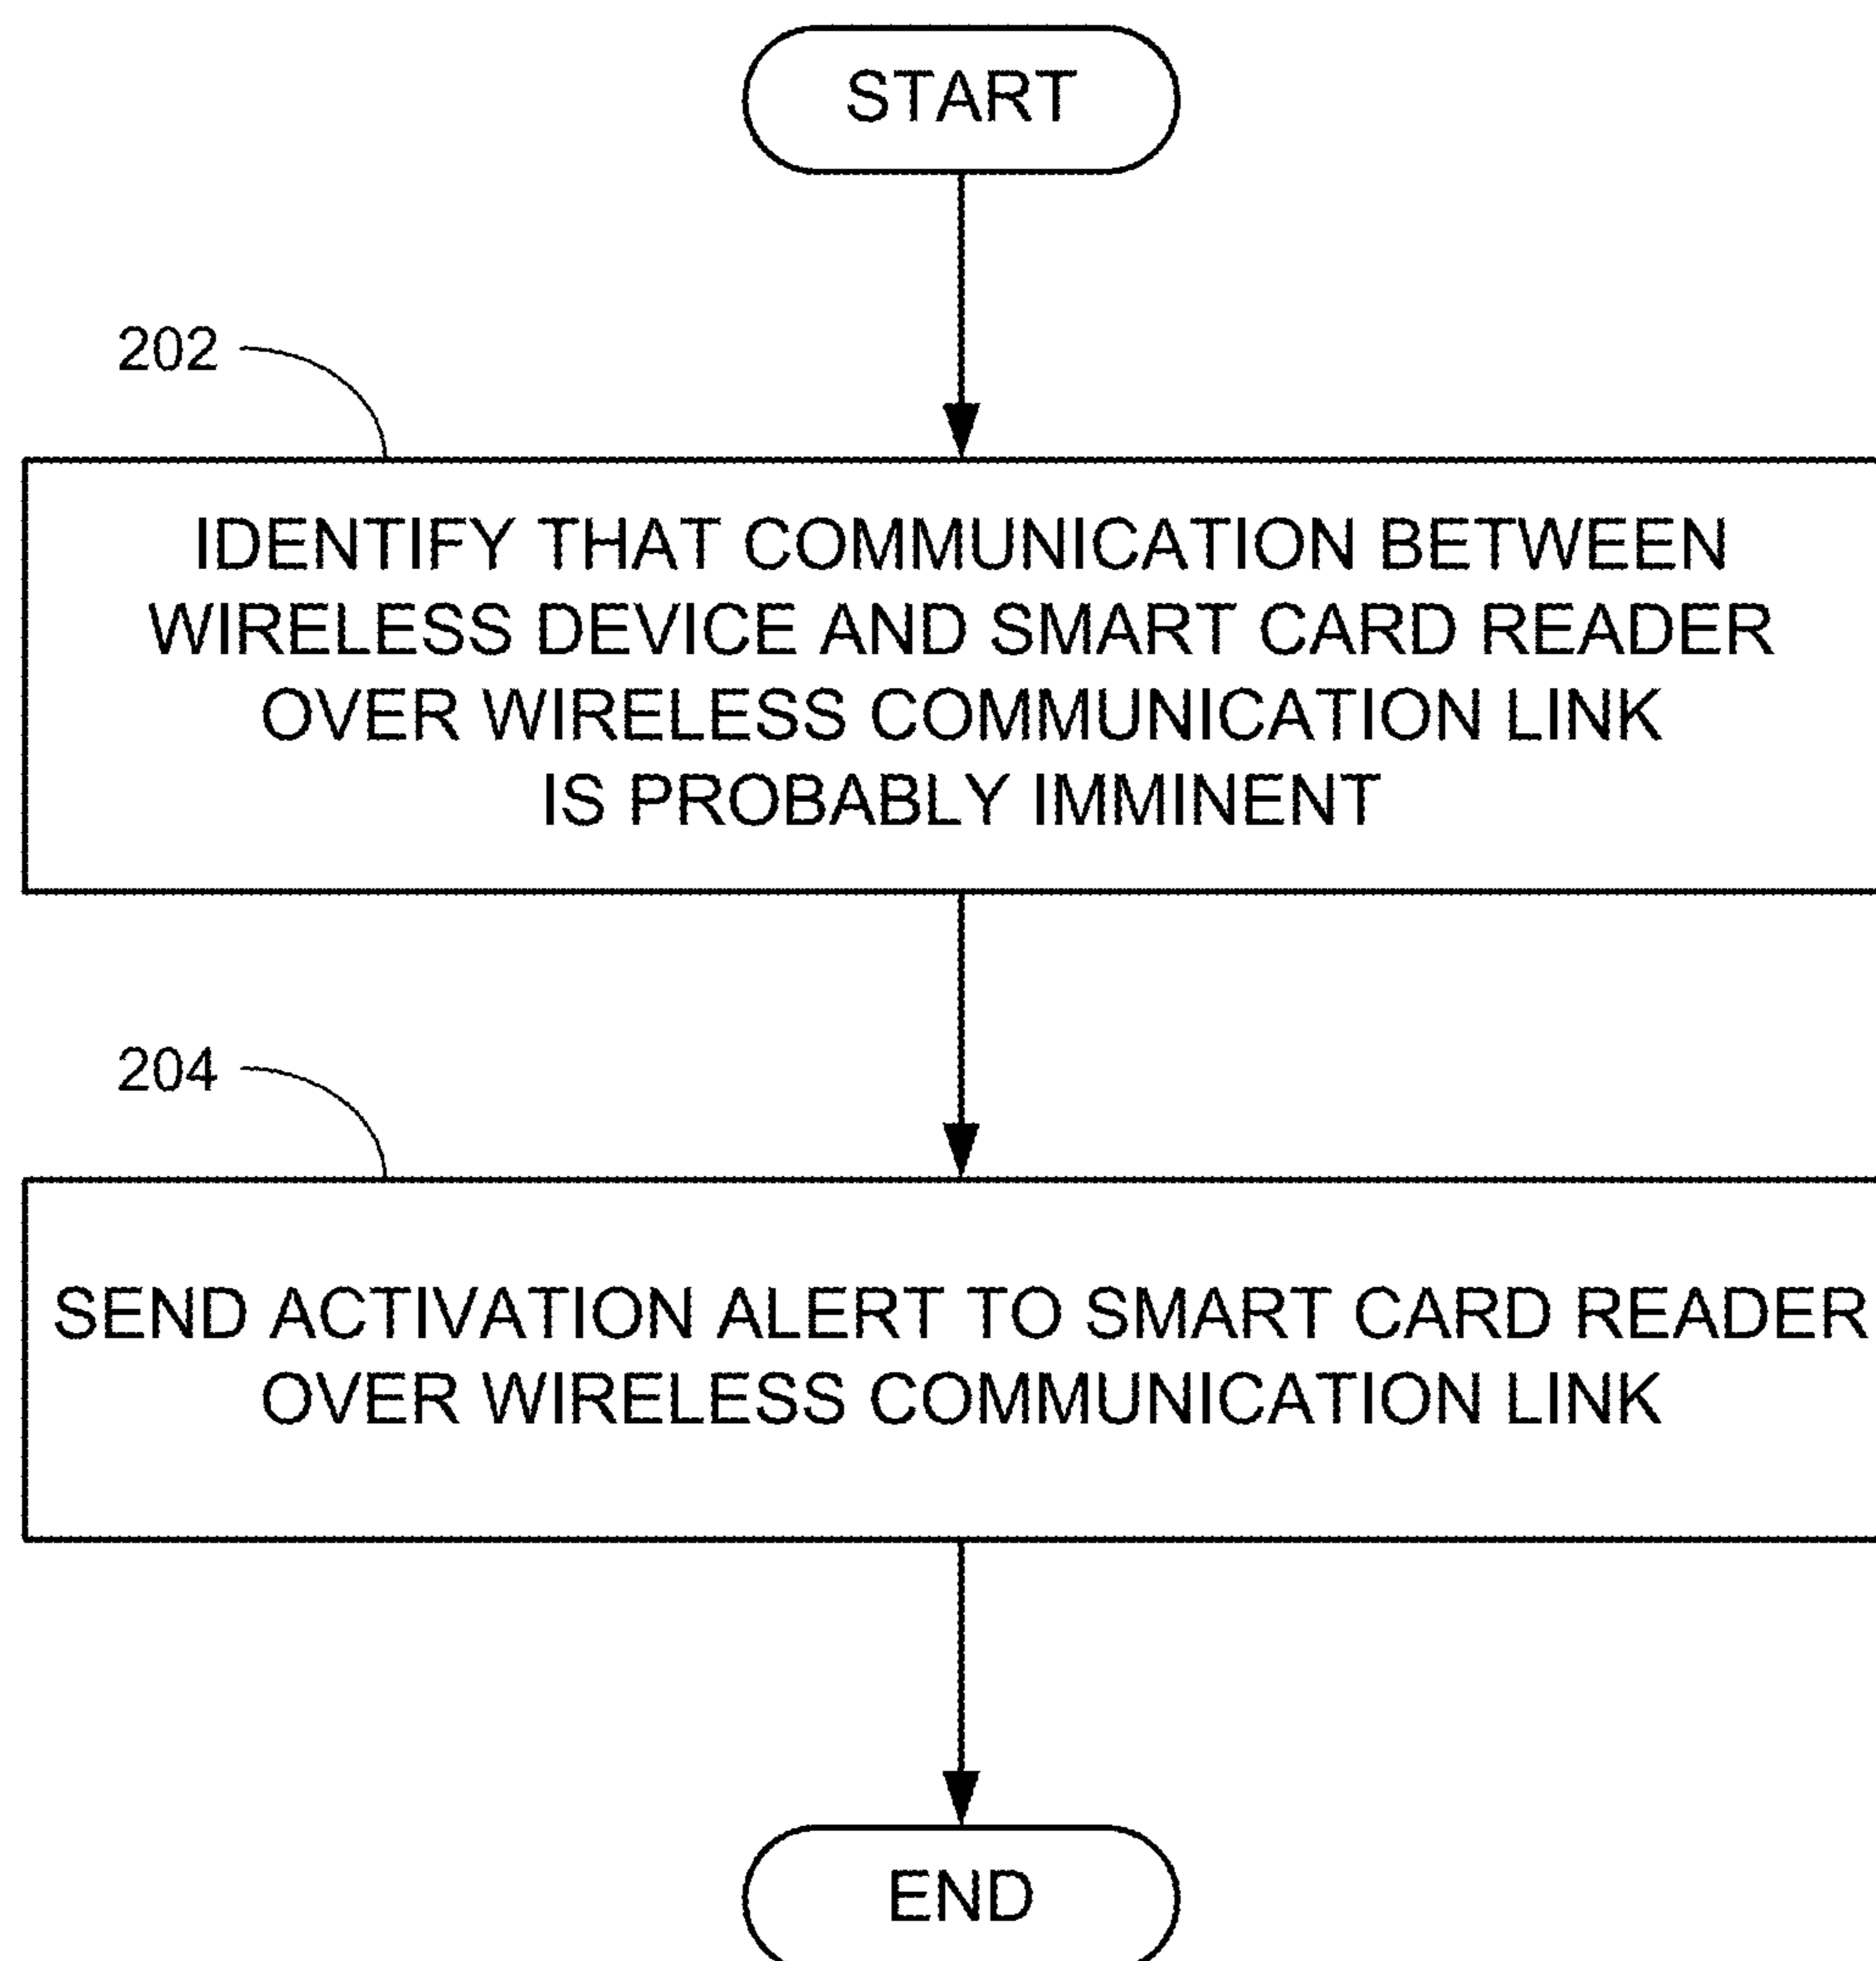 START
202
IDENTIFY THAT COMMUNICATION BETWEEN
WIRELESS DEVICE AND SMART CARD READER
OVER WIRELESS COMMUNICATION LINK
IS PROBABLY IMMINENT
204
SEND ACTIVATION ALERT TO SMART CARD READER
OVER WIRELESS COMMUNICATION LINK
END